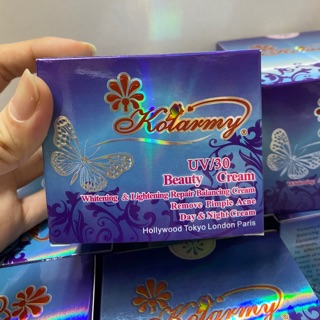 Kolarmy®
UV/30
Beauty Cream
Whitening & Lightening Repair Balancing Cream
Remove Pimple Acne
Day & Night Cream
Hollywood Tokyo London Paris